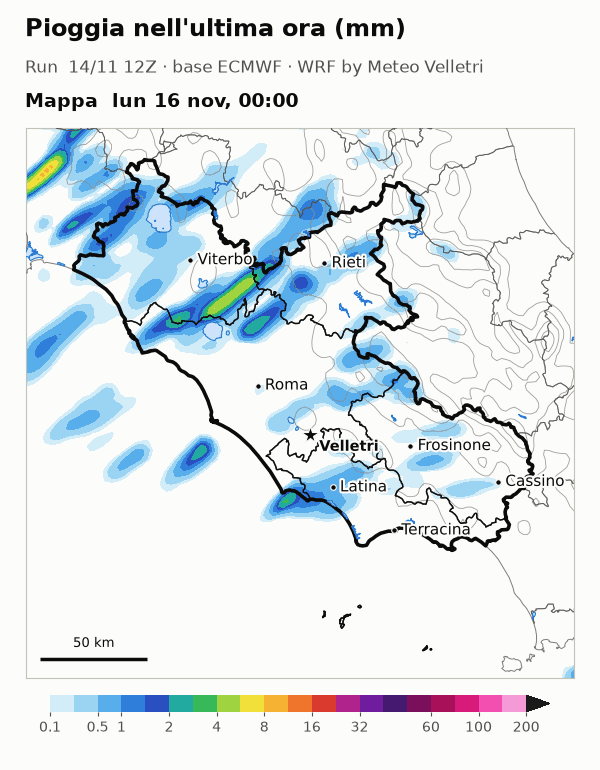 Pioggia nell'ultima ora (mm)
Run  14/11 12Z · base ECMWF · WRF by Meteo Velletri
Mappa  lun 16 nov, 00:00
Viterbo
Rieti
Roma
Velletri
Frosinone
Latina
Cassino
Terracina
50 km
0.1 0.5 1 2 4 8 16 32 60 100 200